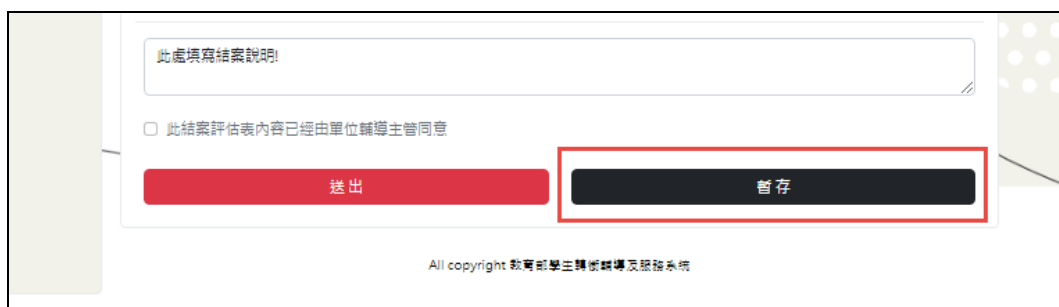 此處填寫結案說明!
此結案評估表內容已經由單位輔導主管同意
送出
暫存
All copyright 教育部學生轉銜輔導及服務系統